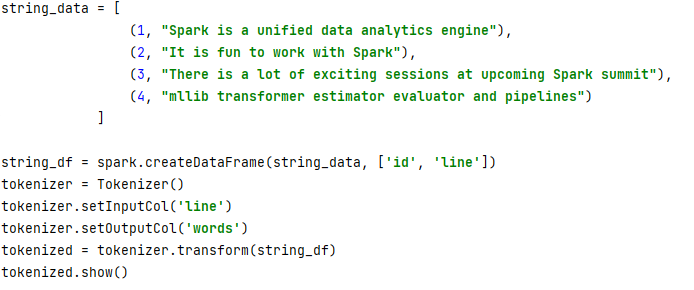 string_data = [
(1, "Spark is a unified data analytics engine"),
(2, "It is fun to work with Spark"),
(3, "There is a lot of exciting sessions at upcoming Spark summit"),
(4, "mllib transformer estimator evaluator and pipelines")
]
string_df = spark.createDataFrame(string_data, ['id', 'line'])
tokenizer = Tokenizer()
tokenizer.setInputCol('line')
tokenizer.setOutputCol('words')
tokenized = tokenizer.transform(string_df)
tokenized.show()